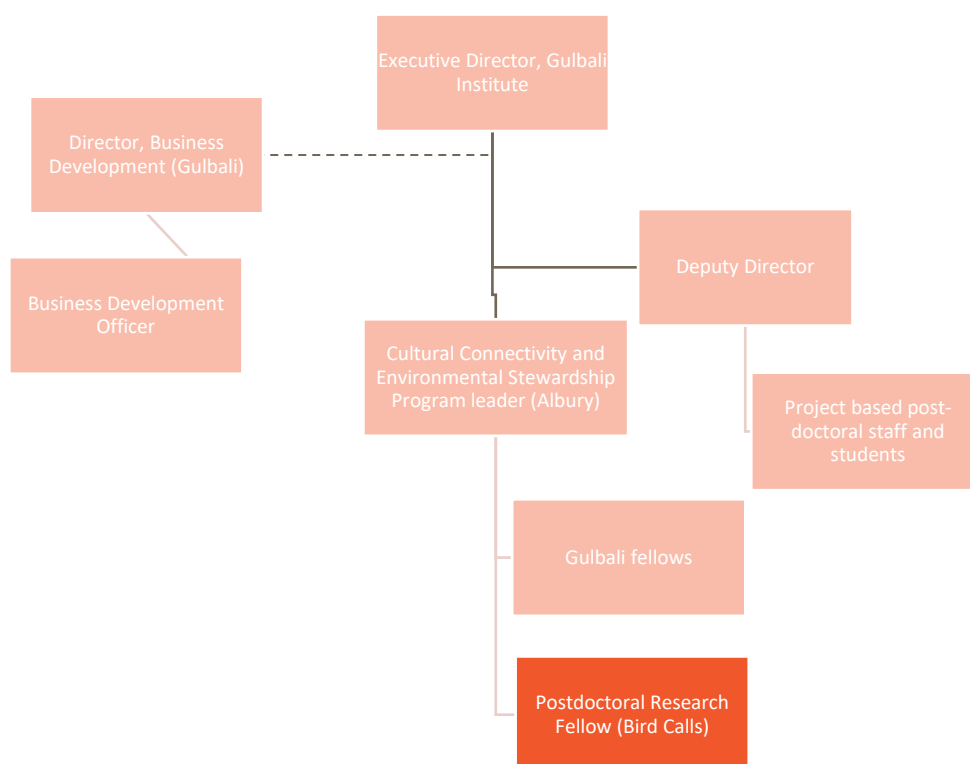 Executive Director, Gulbali
Institute
Director, Business
Development (Gulbali)
Deputy Director
Business Development
Officer
Cultural Connectivity and
Environmental Stewardship
Program leader (Albury)
Project based post-
doctoral staff and
students
Gulbali fellows
Postdoctoral Research
Fellow (Bird Calls)